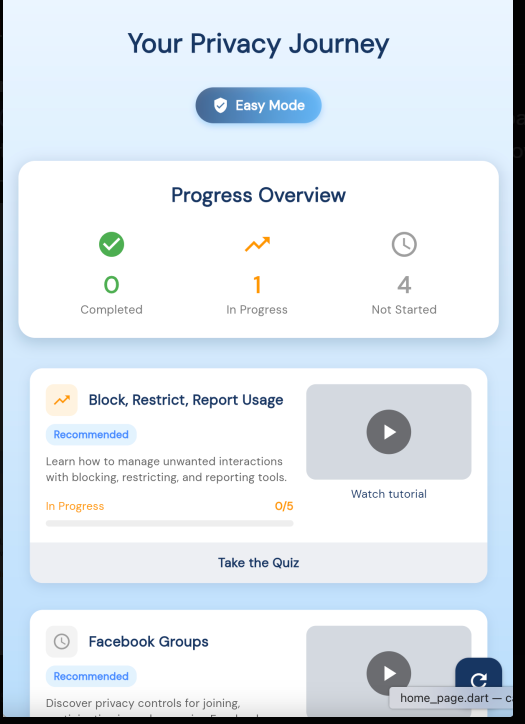 Your Privacy Journey
Easy Mode
Progress Overview
0
Completed
1
In Progress
4
Not Started
Block, Restrict, Report Usage
Recommended
Learn how to manage unwanted interactions
with blocking, restricting, and reporting tools.
In Progress
0/5
Watch tutorial
Take the Quiz
Facebook Groups
Recommended
Discover privacy controls for joining,
home_page.dart —